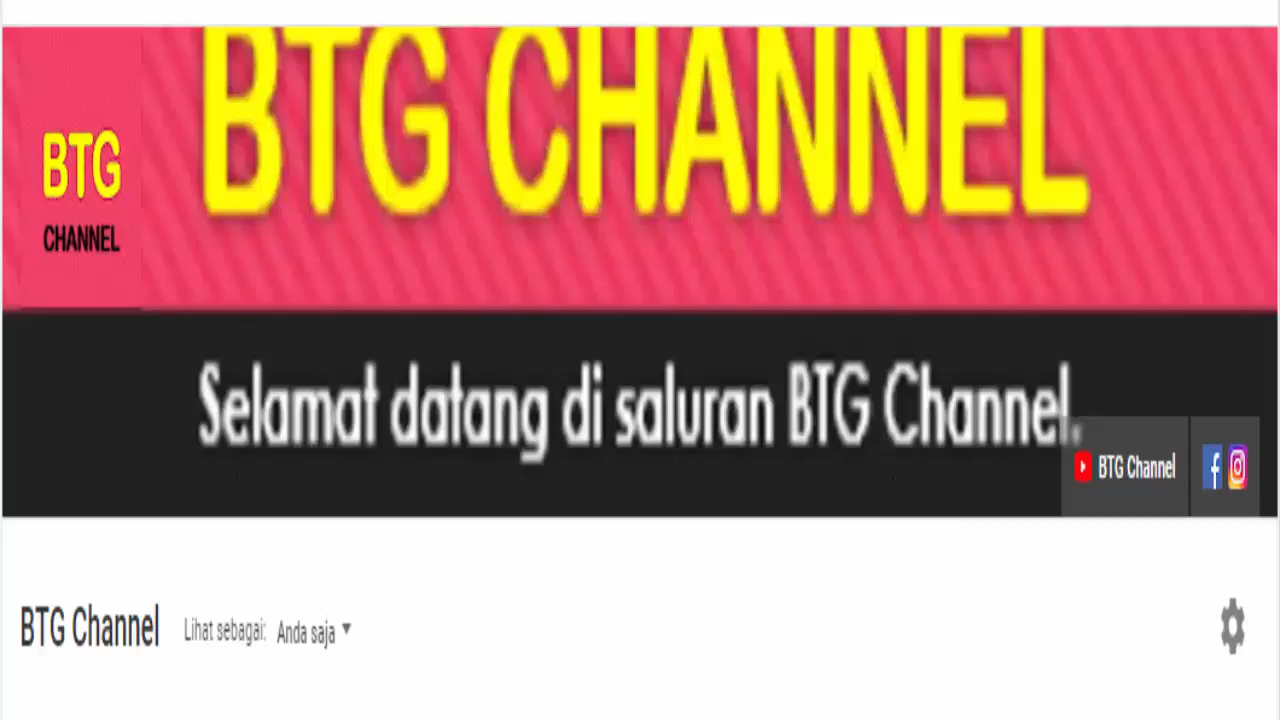 BTG CHANNEL
BTG
CHANNEL
Selamat datang di saluran BTG Channel.
BTG Channel
BTG Channel Lihat sebagai: Anda saja